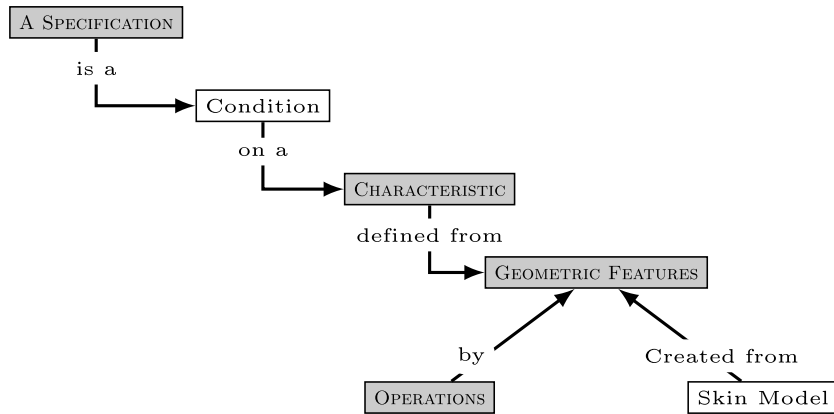 A Specification
is a
Condition
on a
Characteristic
defined from
Geometric Features
by
Created from
Operations
Skin Model